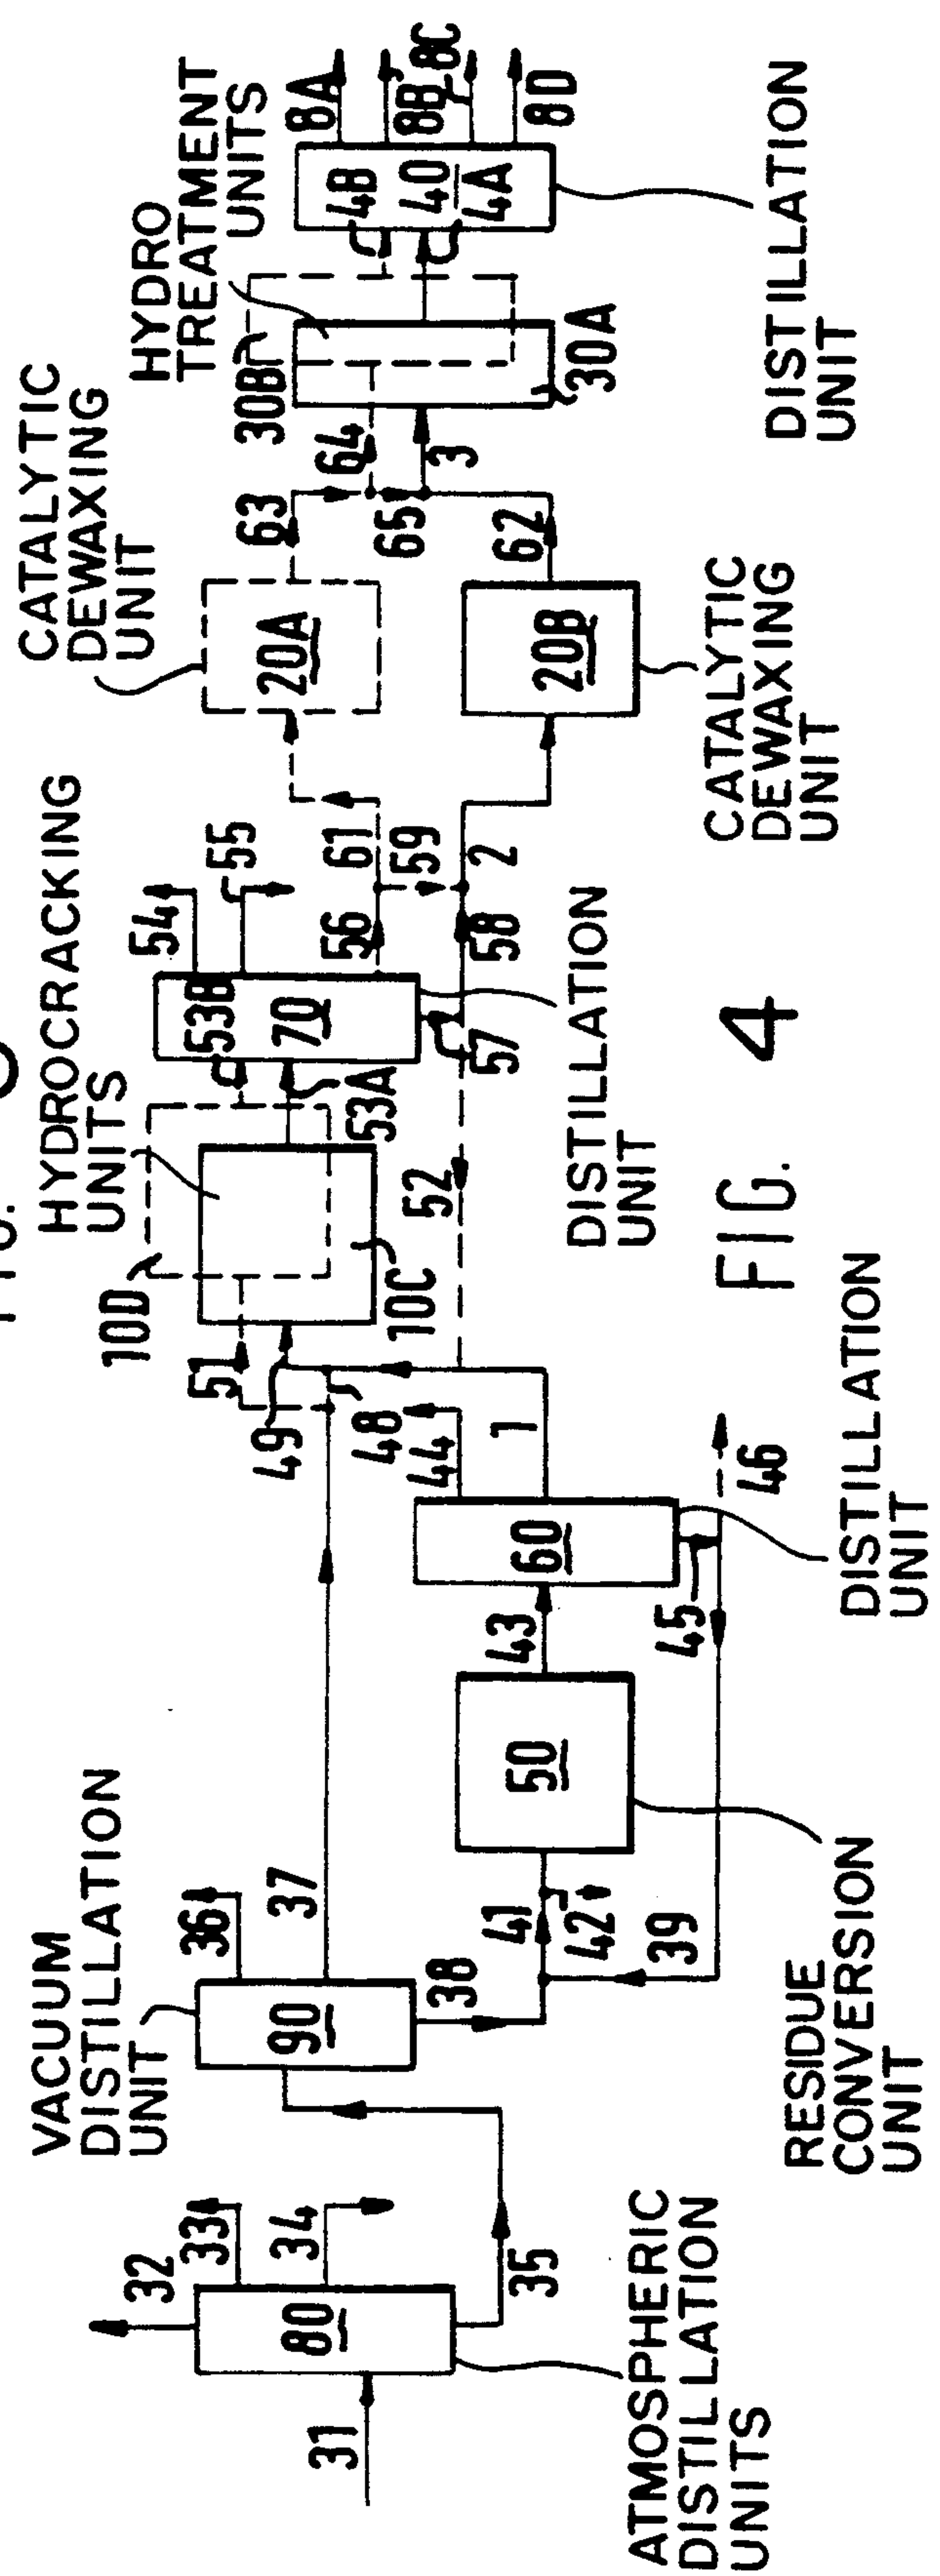 31
32
33
34
80
35
ATMOSPHERIC
DISTILLATION
UNITS
VACUUM
DISTILLATION
UNIT
90
36
37
38
41
42
39
50
RESIDUE
CONVERSION
UNIT
43
60
44
1
45
46
DISTILLATION
UNIT
48
49
51
52
10D
10C
HYDROCRACKING
UNITS
53B
53A
70
54
55
56
57
58
59
61
2
DISTILLATION
UNIT
CATALYTIC
DEWAXING
UNIT
20A
20B
CATALYTIC
DEWAXING
UNIT
63
62
65
64
3
30B
30A
HYDRO
TREATMENT
UNITS
4B
40
4A
8A
8B
8C
8D
DISTILLATION
UNIT
FIG. 4